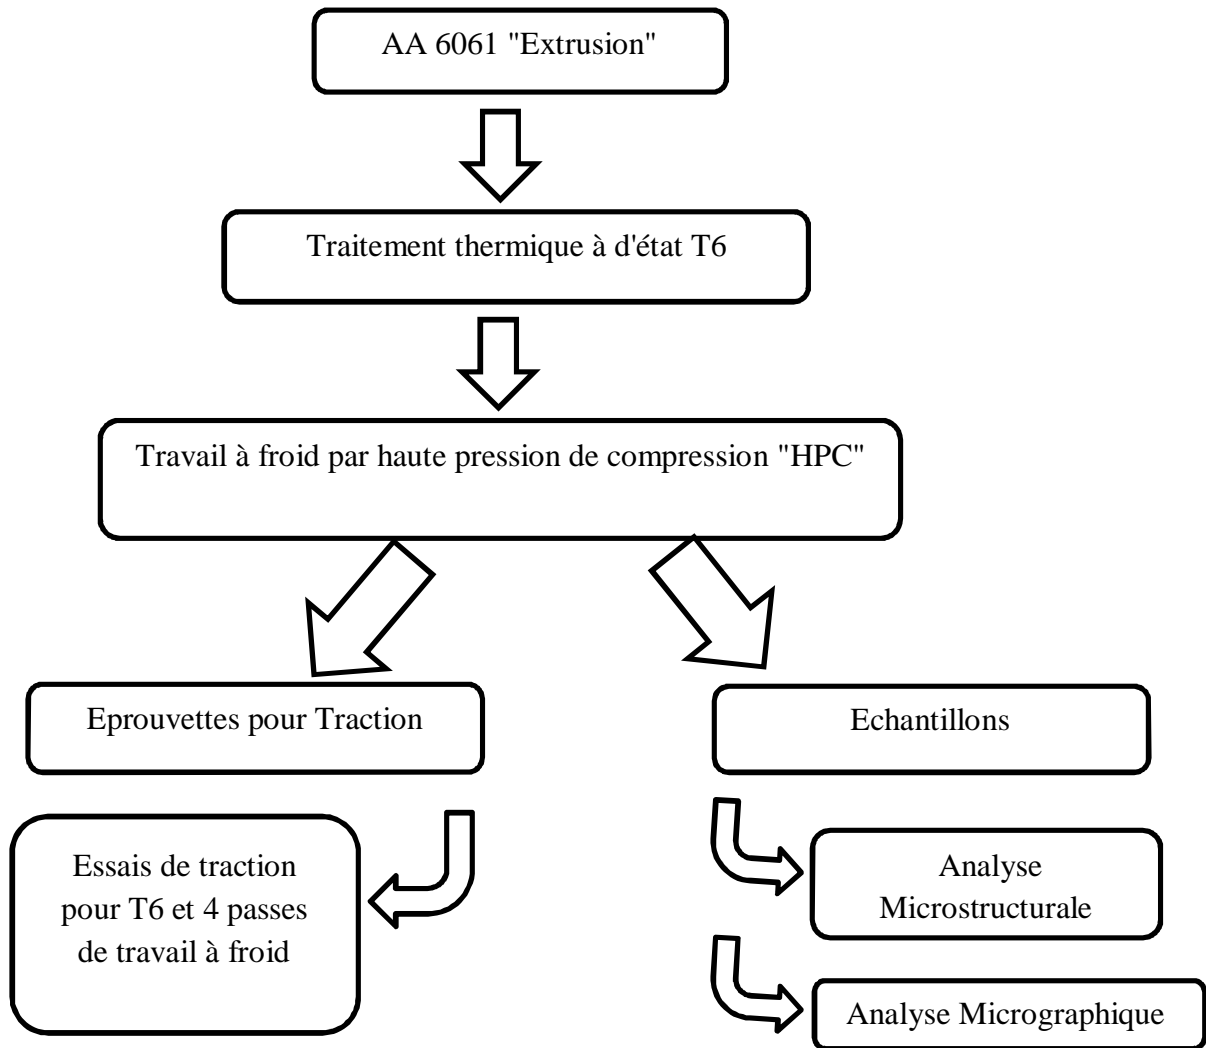 AA 6061 "Extrusion"
Traitement thermique à d'état T6
Travail à froid par haute pression de compression "HPC"
Eprouvettes pour Traction
Echantillons
Essais de traction
pour T6 et 4 passes
de travail à froid
Analyse
Microstructurale
Analyse Micrographique